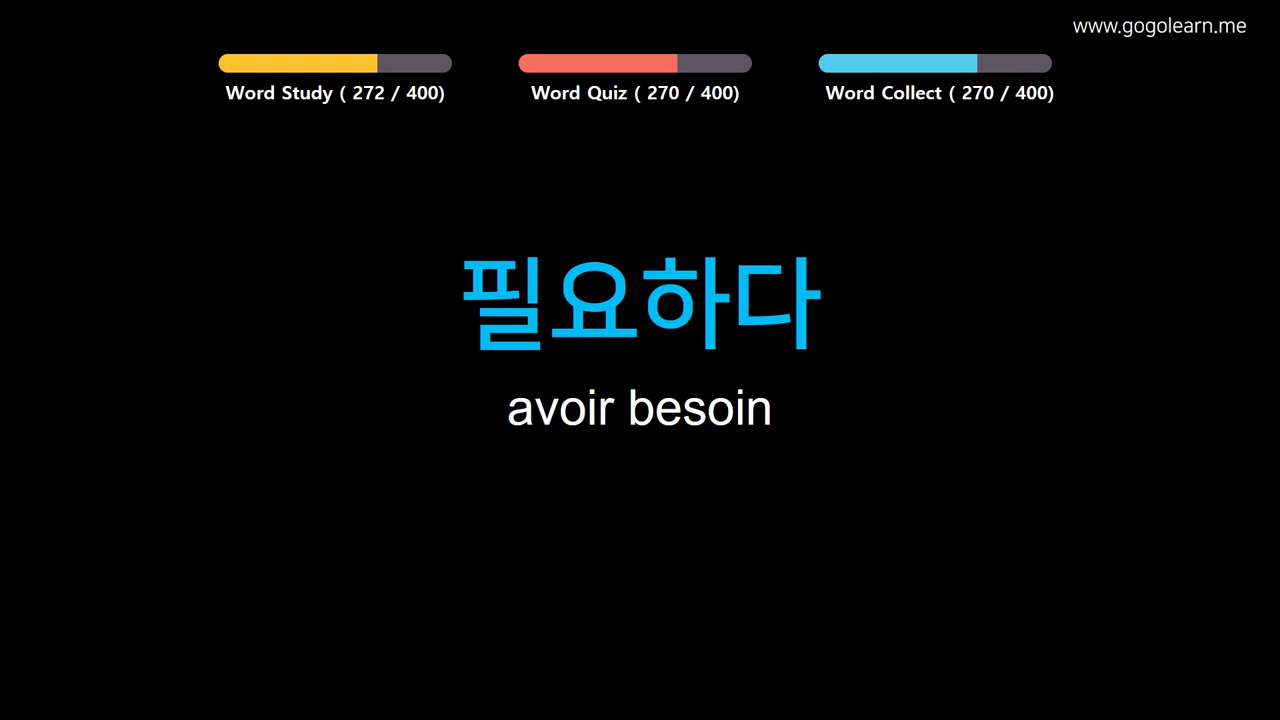 www.gogolearn.me
Word Study ( 272 / 400)
Word Quiz ( 270 / 400)
Word Collect ( 270 / 400)
필요하다
avoir besoin